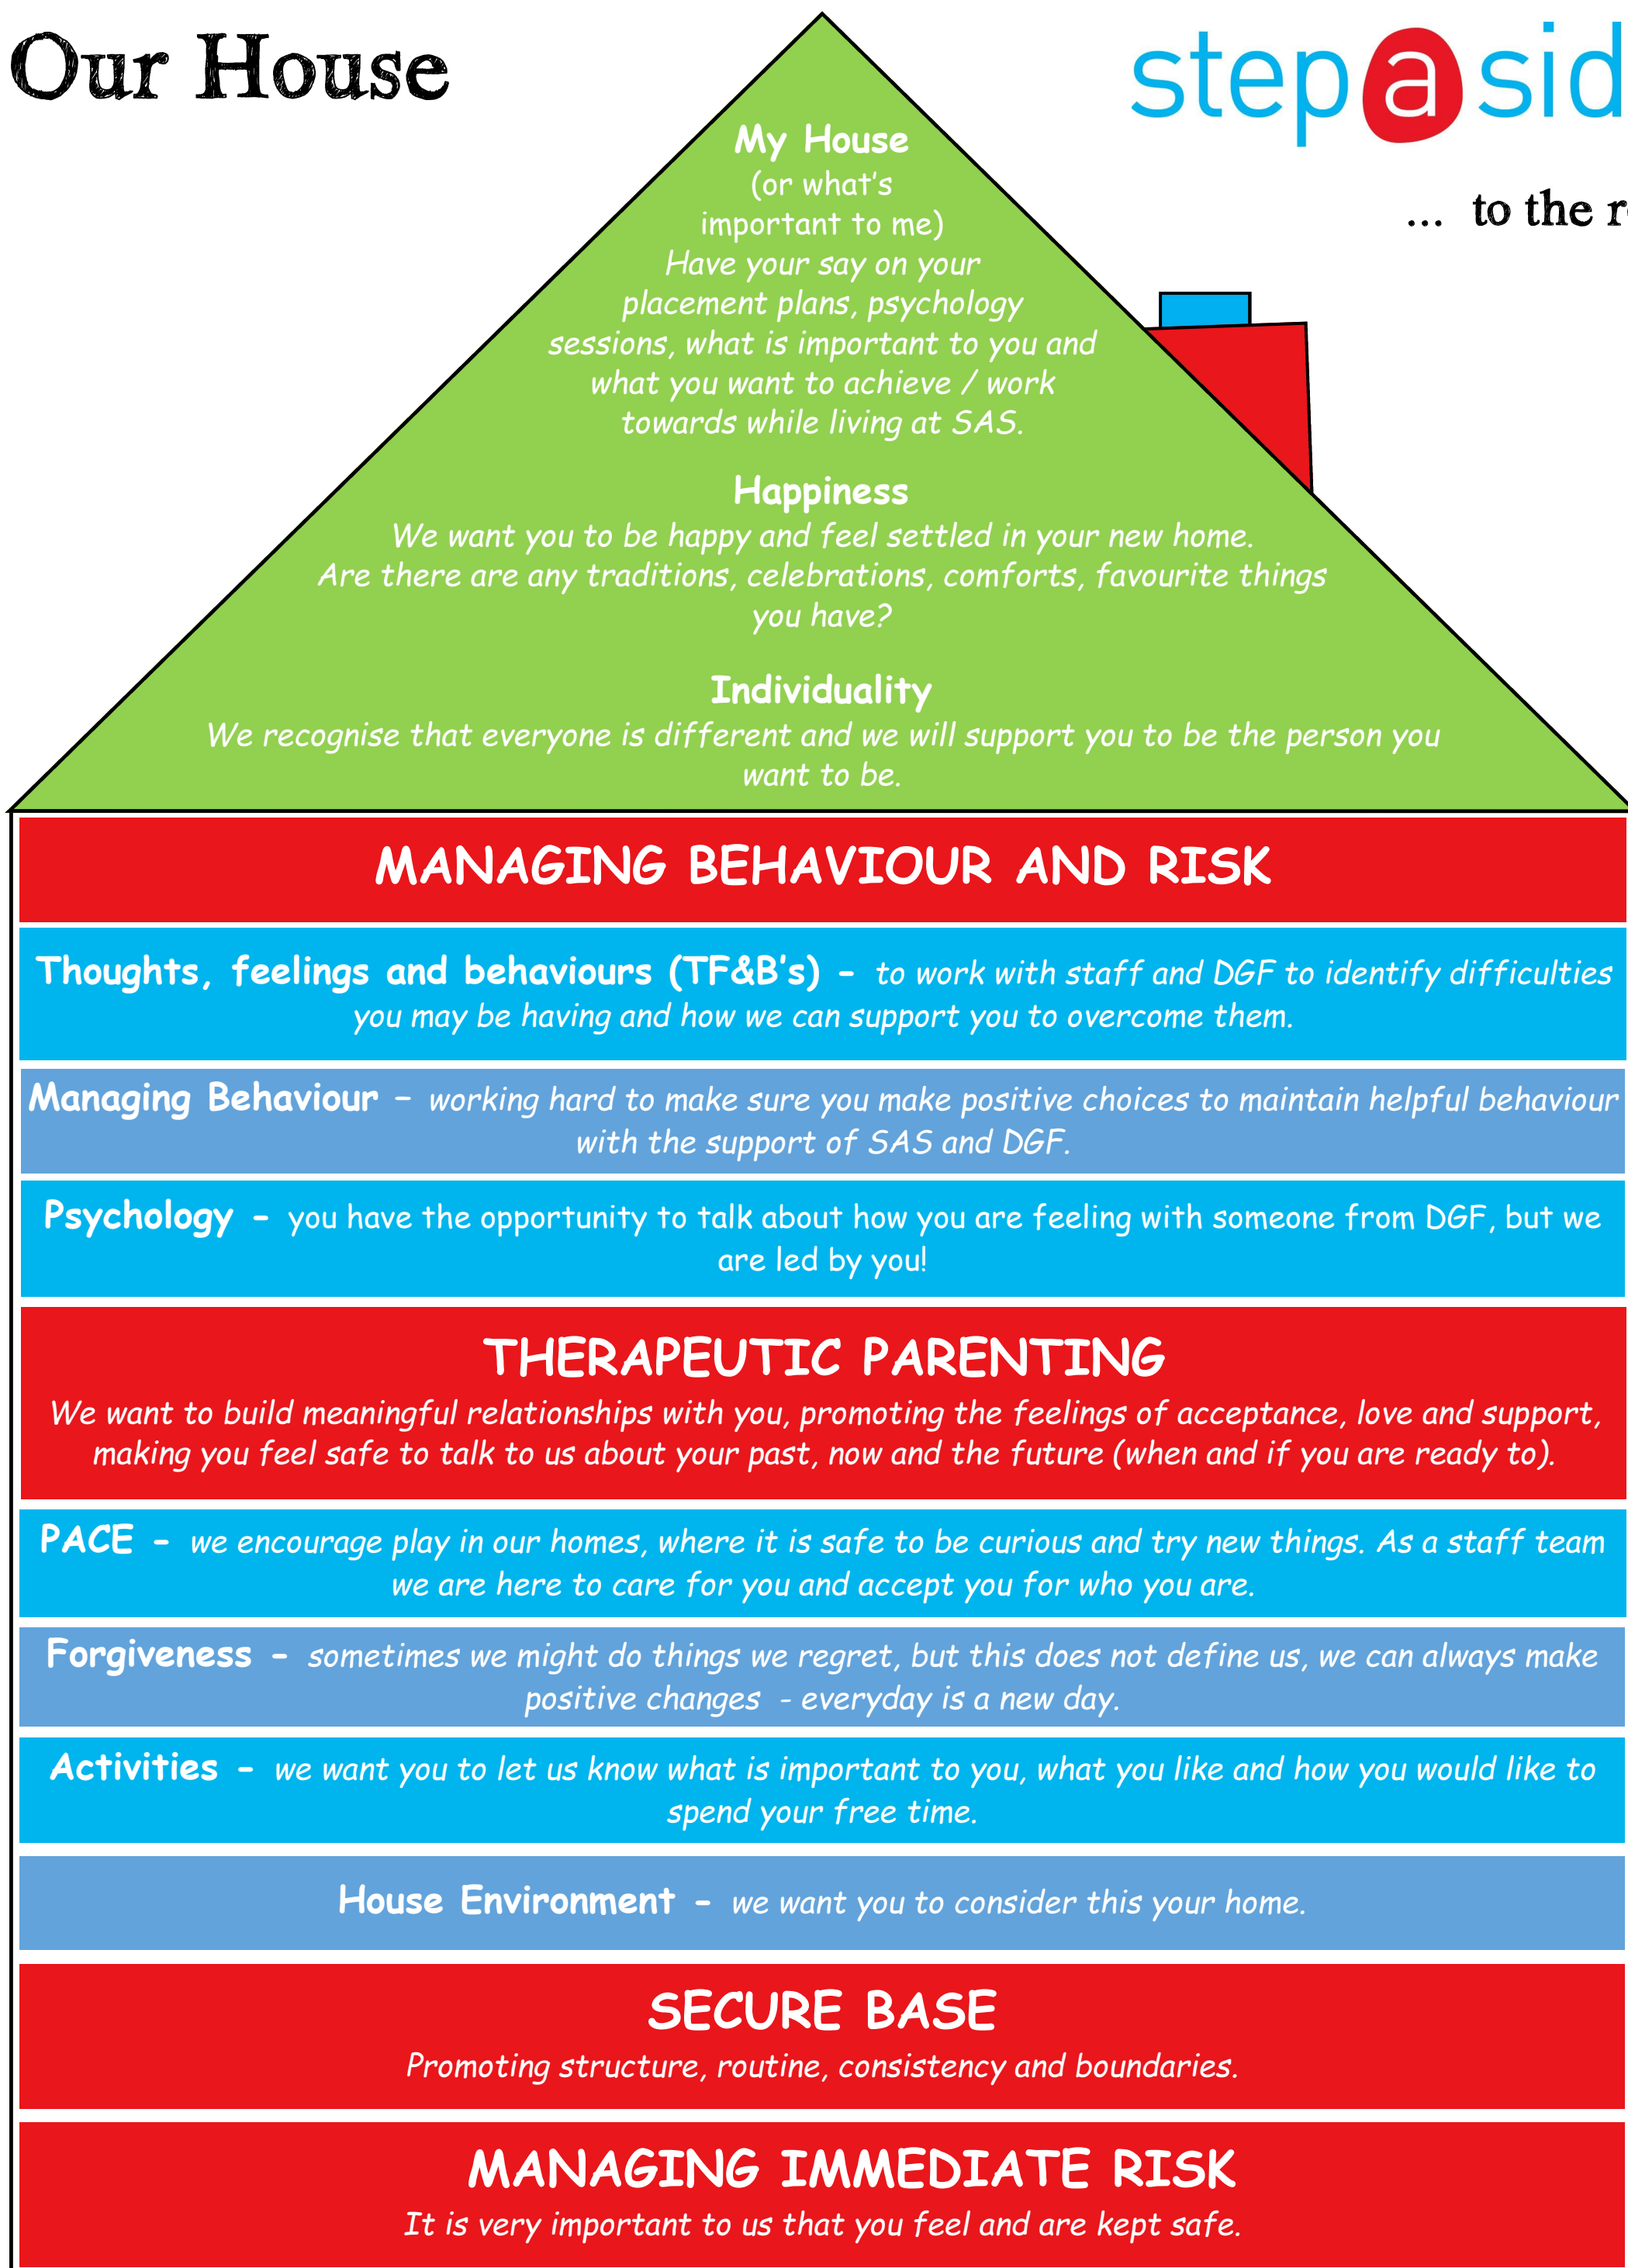 Our House
step a sid
... to the r
My House
(or what's
important to me)
Have your say on your
placement plans, psychology
sessions, what is important to you and
what you want to achieve / work
towards while living at SAS.
Happiness
We want you to be happy and feel settled in your new home.
Are there are any traditions, celebrations, comforts, favourite things
you have?
Individuality
We recognise that everyone is different and we will support you to be the person you
want to be.
MANAGING BEHAVIOUR AND RISK
Thoughts, feelings and behaviours (TF&B's) - to work with staff and DGF to identify difficulties
you may be having and how we can support you to overcome them.
Managing Behaviour – working hard to make sure you make positive choices to maintain helpful behaviour
with the support of SAS and DGF.
Psychology - you have the opportunity to talk about how you are feeling with someone from DGF, but we
are led by you!
THERAPEUTIC PARENTING
We want to build meaningful relationships with you, promoting the feelings of acceptance, love and support,
making you feel safe to talk to us about your past, now and the future (when and if you are ready to).
PACE - we encourage play in our homes, where it is safe to be curious and try new things. As a staff team
we are here to care for you and accept you for who you are.
Forgiveness - sometimes we might do things we regret, but this does not define us, we can always make
positive changes - everyday is a new day.
Activities - we want you to let us know what is important to you, what you like and how you would like to
spend your free time.
House Environment - we want you to consider this your home.
SECURE BASE
Promoting structure, routine, consistency and boundaries.
MANAGING IMMEDIATE RISK
It is very important to us that you feel and are kept safe.